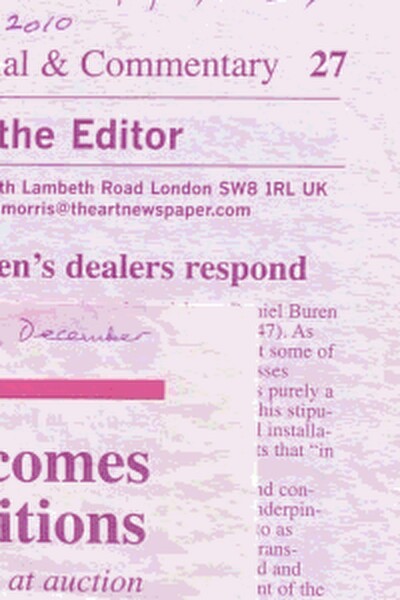 2010
al & Commentary 27
the Editor
th Lambeth Road London SW8 1RL UK
morris@theartnewspaper.com
en's dealers respond
niel Buren
December
47). As
t some of
sses
s purely a
his stipu-
l installa-
ts that "in
comes
nd con-
nderpin-
to as
itions
rans-
d and
at auction
nt of the